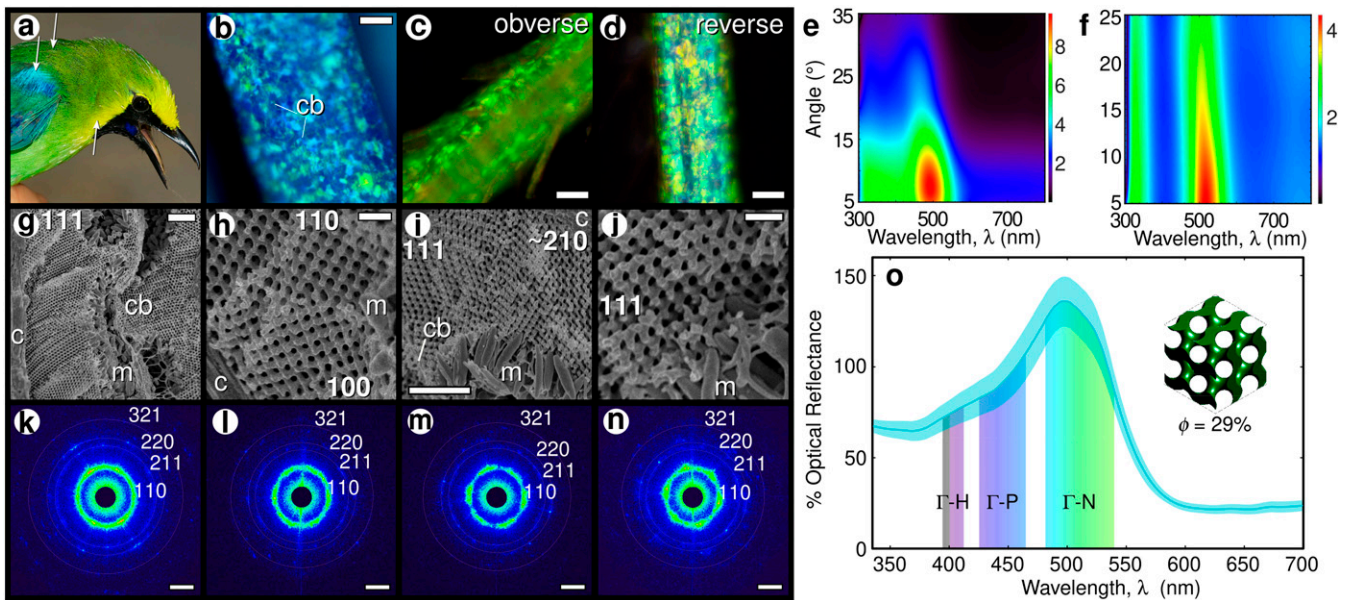 a
b
cb
c
obverse
d
reverse
e
35
30
25
20
15
10
5
Angle (°)
300
500
700
Wavelength, λ (nm)
8
6
4
2
f
25
20
15
10
5
300
500
700
Wavelength, λ (nm)
4
2
g
111
c
cb
m
h
110
m
c
100
i
c
111
~210
cb
m
j
111
m
k
321
220
211
110
l
321
220
211
110
m
321
220
211
110
n
321
220
211
110
o
% Optical Reflectance
150
100
50
0
ϕ = 29%
Γ-H
Γ-P
Γ-N
350
400
450
500
550
600
650
700
Wavelength, λ (nm)